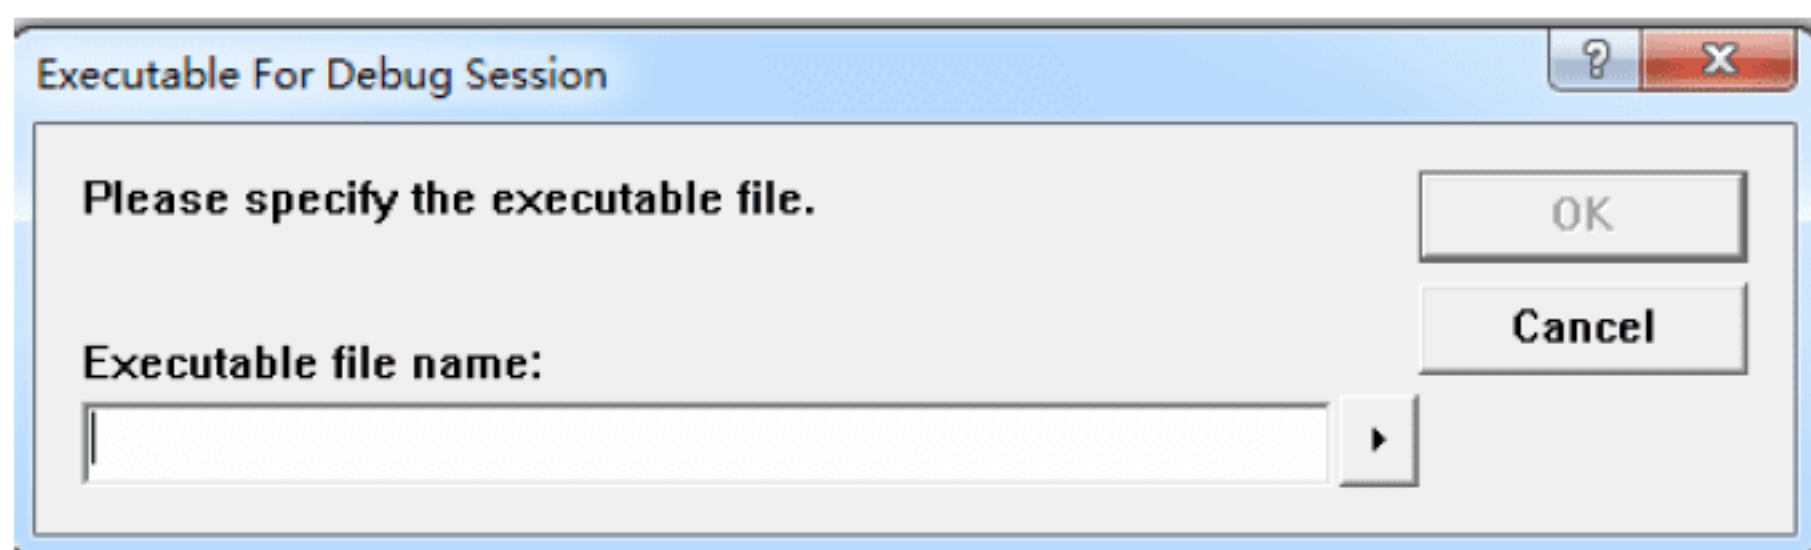 Executable For Debug Session
Please specify the executable file.
OK
Cancel
Executable file name: